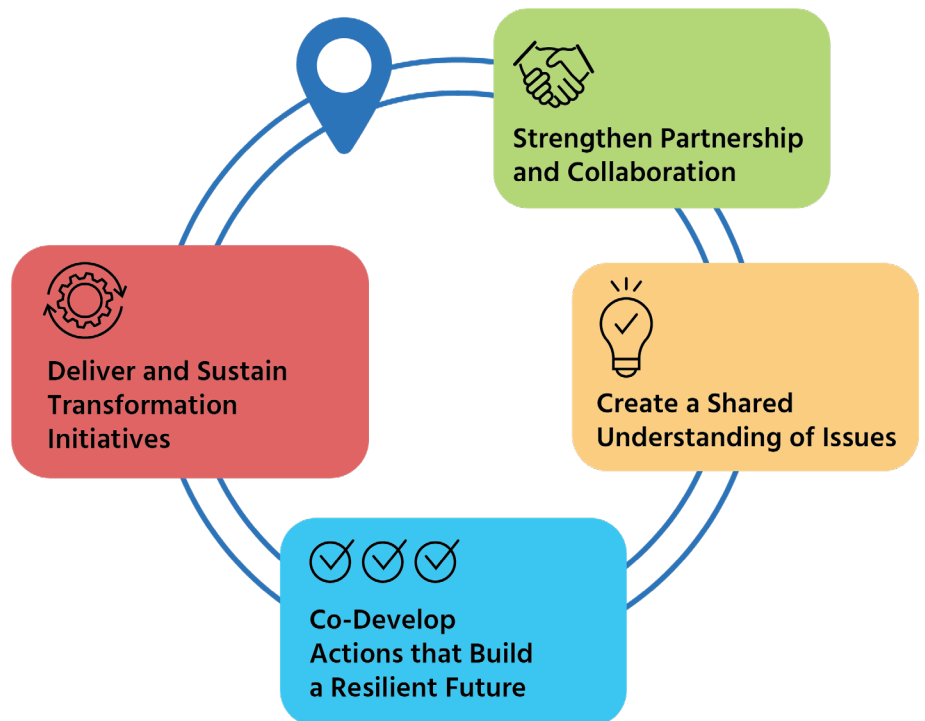 Strengthen Partnership
and Collaboration
Create a Shared
Understanding of Issues
Co-Develop
Actions that Build
a Resilient Future
Deliver and Sustain
Transformation
Initiatives